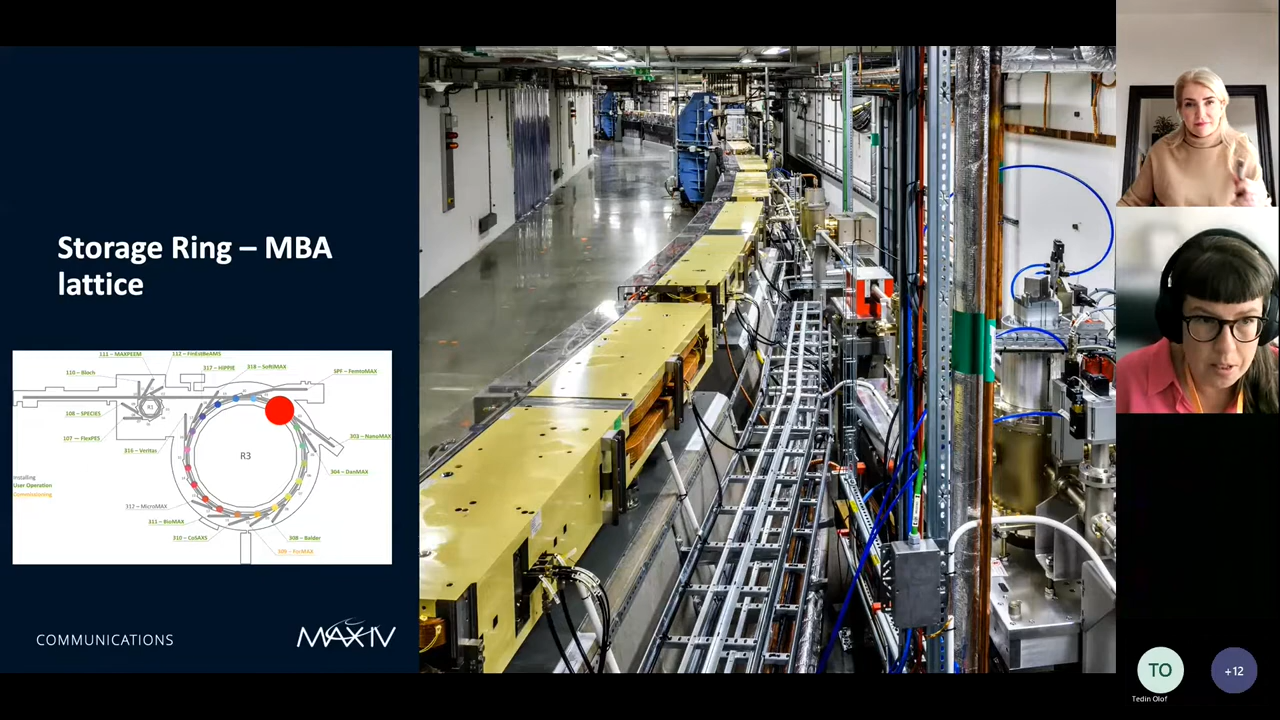 Storage Ring – MBA
lattice
111 – MAXPEEM
112 – FinEstBeAMS
110 – Bloch
317 – HIPPIE
318 – SoftiMAX
SPF – FemtoMAX
R1
108 – SPECIES
107 – FlexPES
316 – Veritas
R3
303 – NanoMAX
304 – DanMAX
Installing
User Operation
Commissioning
312 – MicroMAX
311 – BioMAX
310 – CoSAXS
308 – Balder
309 – ForMAX
COMMUNICATIONS
MAX IV
TO
+12
Tedin Olof